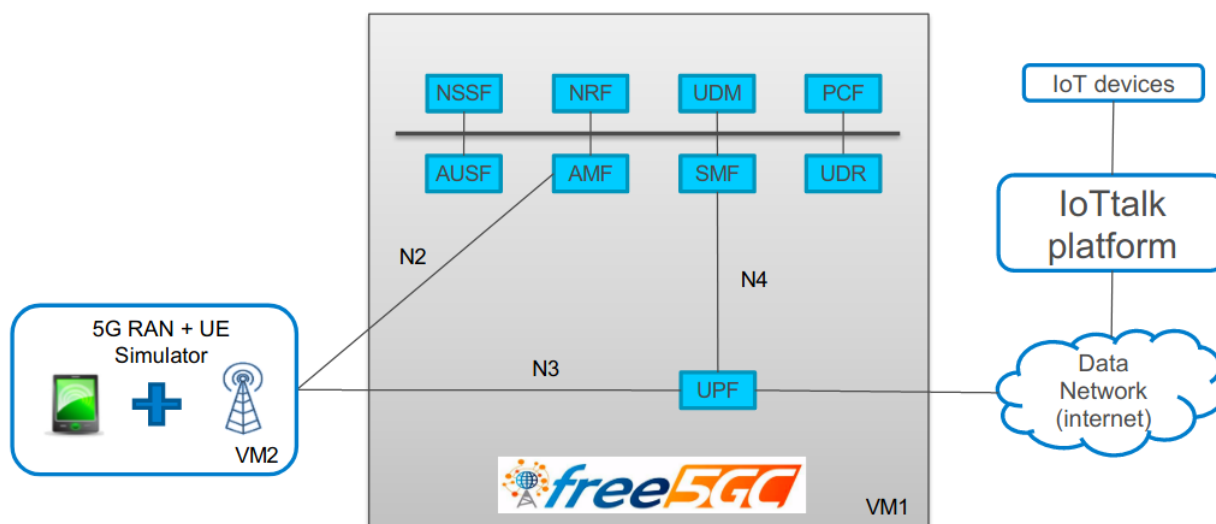 NSSF
NRF
UDM
PCF
AUSF
AMF
SMF
UDR
N2
N4
N3
UPF
5G RAN + UE
Simulator
VM2
free5GC
VM1
IoT devices
IoTtalk
platform
Data
Network
(internet)